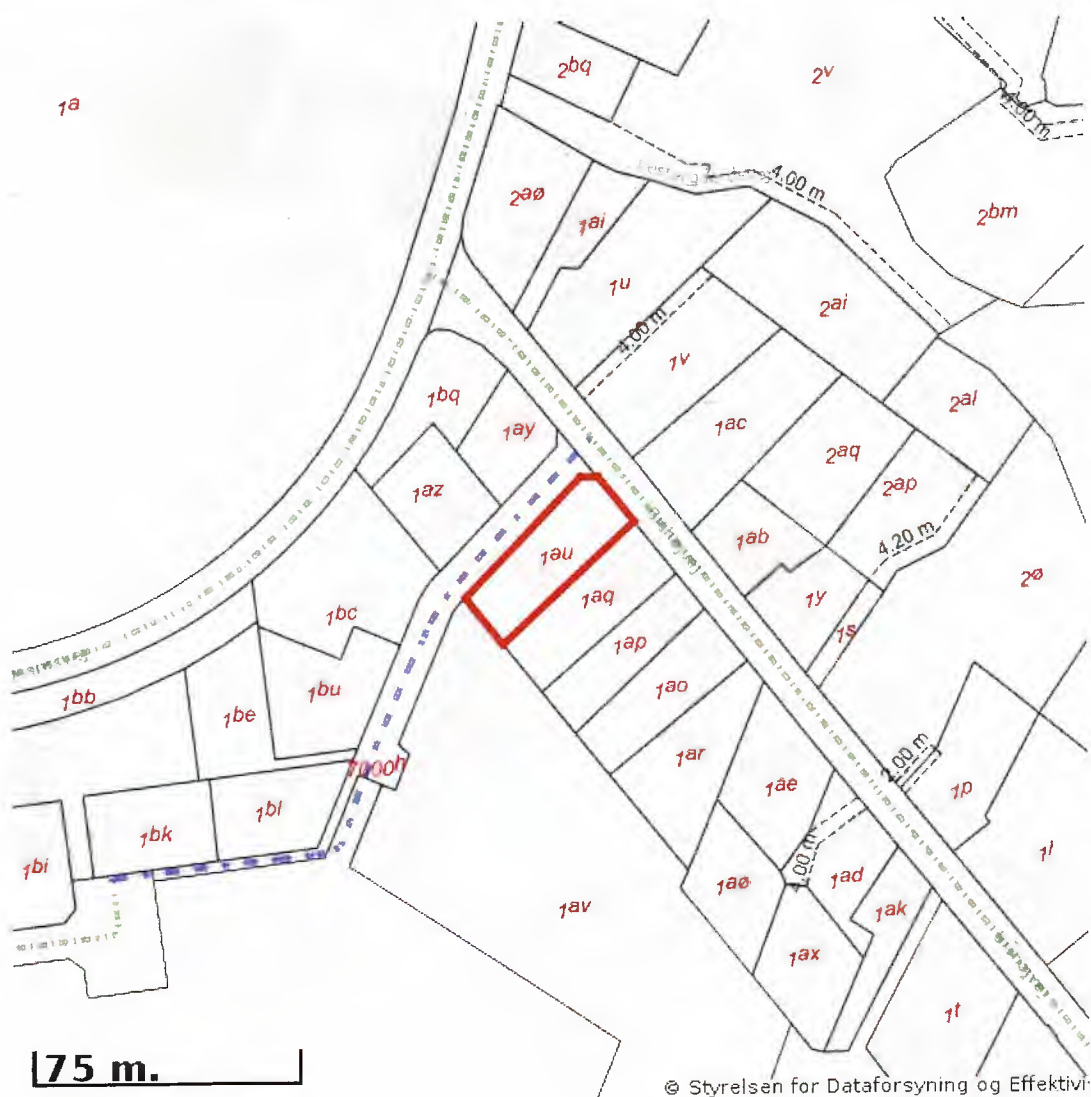 1a
2bq
2v
4.00 m
4.00 m
2aø
1ai
2bm
1u
2ai
4.00 m
1v
1bq
1ay
1ac
2al
2aq
1az
2ap
4.20 m
1ab
1au
1aq
2ø
1y
1bc
1ap
1s
1bb
1bu
1ao
1be
1ar
7000h
2.00 m
1ae
1p
1bk
1bl
4.00 m
1l
1bi
1aø
1ad
1av
1ak
1ax
1t
75 m.
© Styrelsen for Dataforsyning og Effektivi